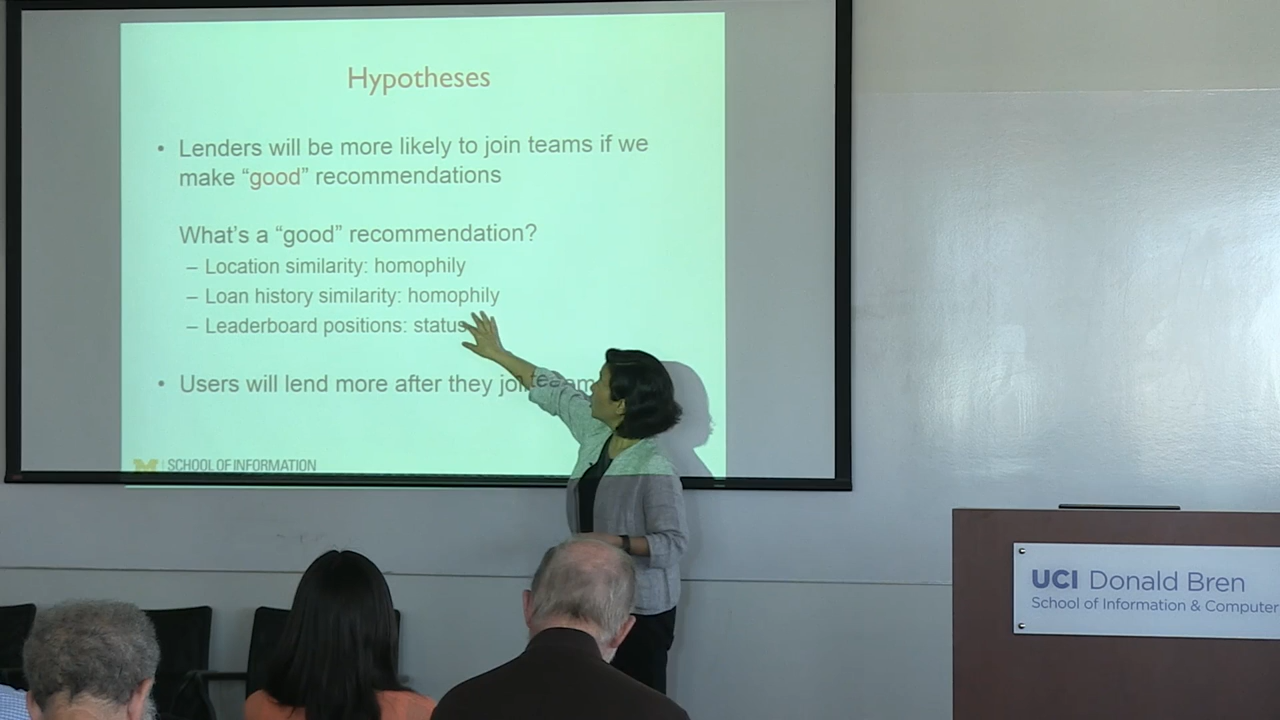 Hypotheses
• Lenders will be more likely to join teams if we
make “good” recommendations
What's a “good” recommendation?
– Location similarity: homophily
– Loan history similarity: homophily
– Leaderboard positions: status
• Users will lend more after they join
SCHOOL OF INFORMATION
UCI Donald Bren
School of Information & Computer